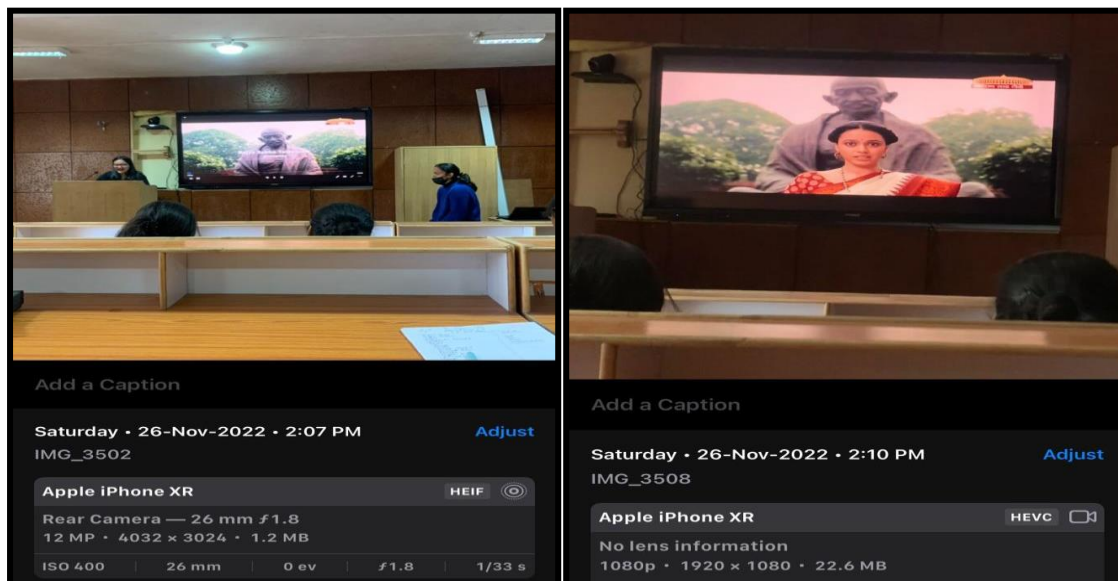 Add a Caption
Saturday • 26-Nov-2022 • 2:07 PM
Adjust
IMG_3502
Apple iPhone XR
HEIF
Rear Camera — 26 mm ƒ1.8
12 MP • 4032 × 3024 • 1.2 MB
ISO 400
26 mm
0 ev
ƒ1.8
1/33 s
Add a Caption
Saturday • 26-Nov-2022 • 2:10 PM
Adjust
IMG_3508
Apple iPhone XR
HEVC
No lens information
1080p • 1920 × 1080 • 22.6 MB